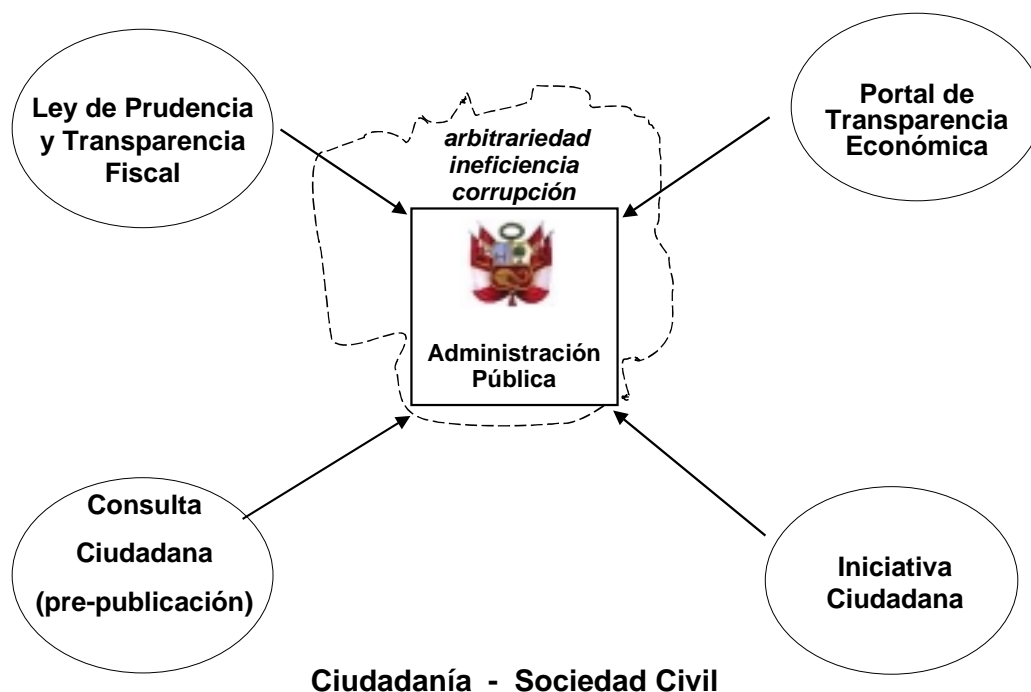 Ley de Prudencia
y Transparencia
Fiscal
Portal de
Transparencia
Económica
arbitrariedad
ineficiencia
corrupción
Administración
Pública
Consulta
Ciudadana
(pre-publicación)
Iniciativa
Ciudadana
Ciudadanía - Sociedad Civil